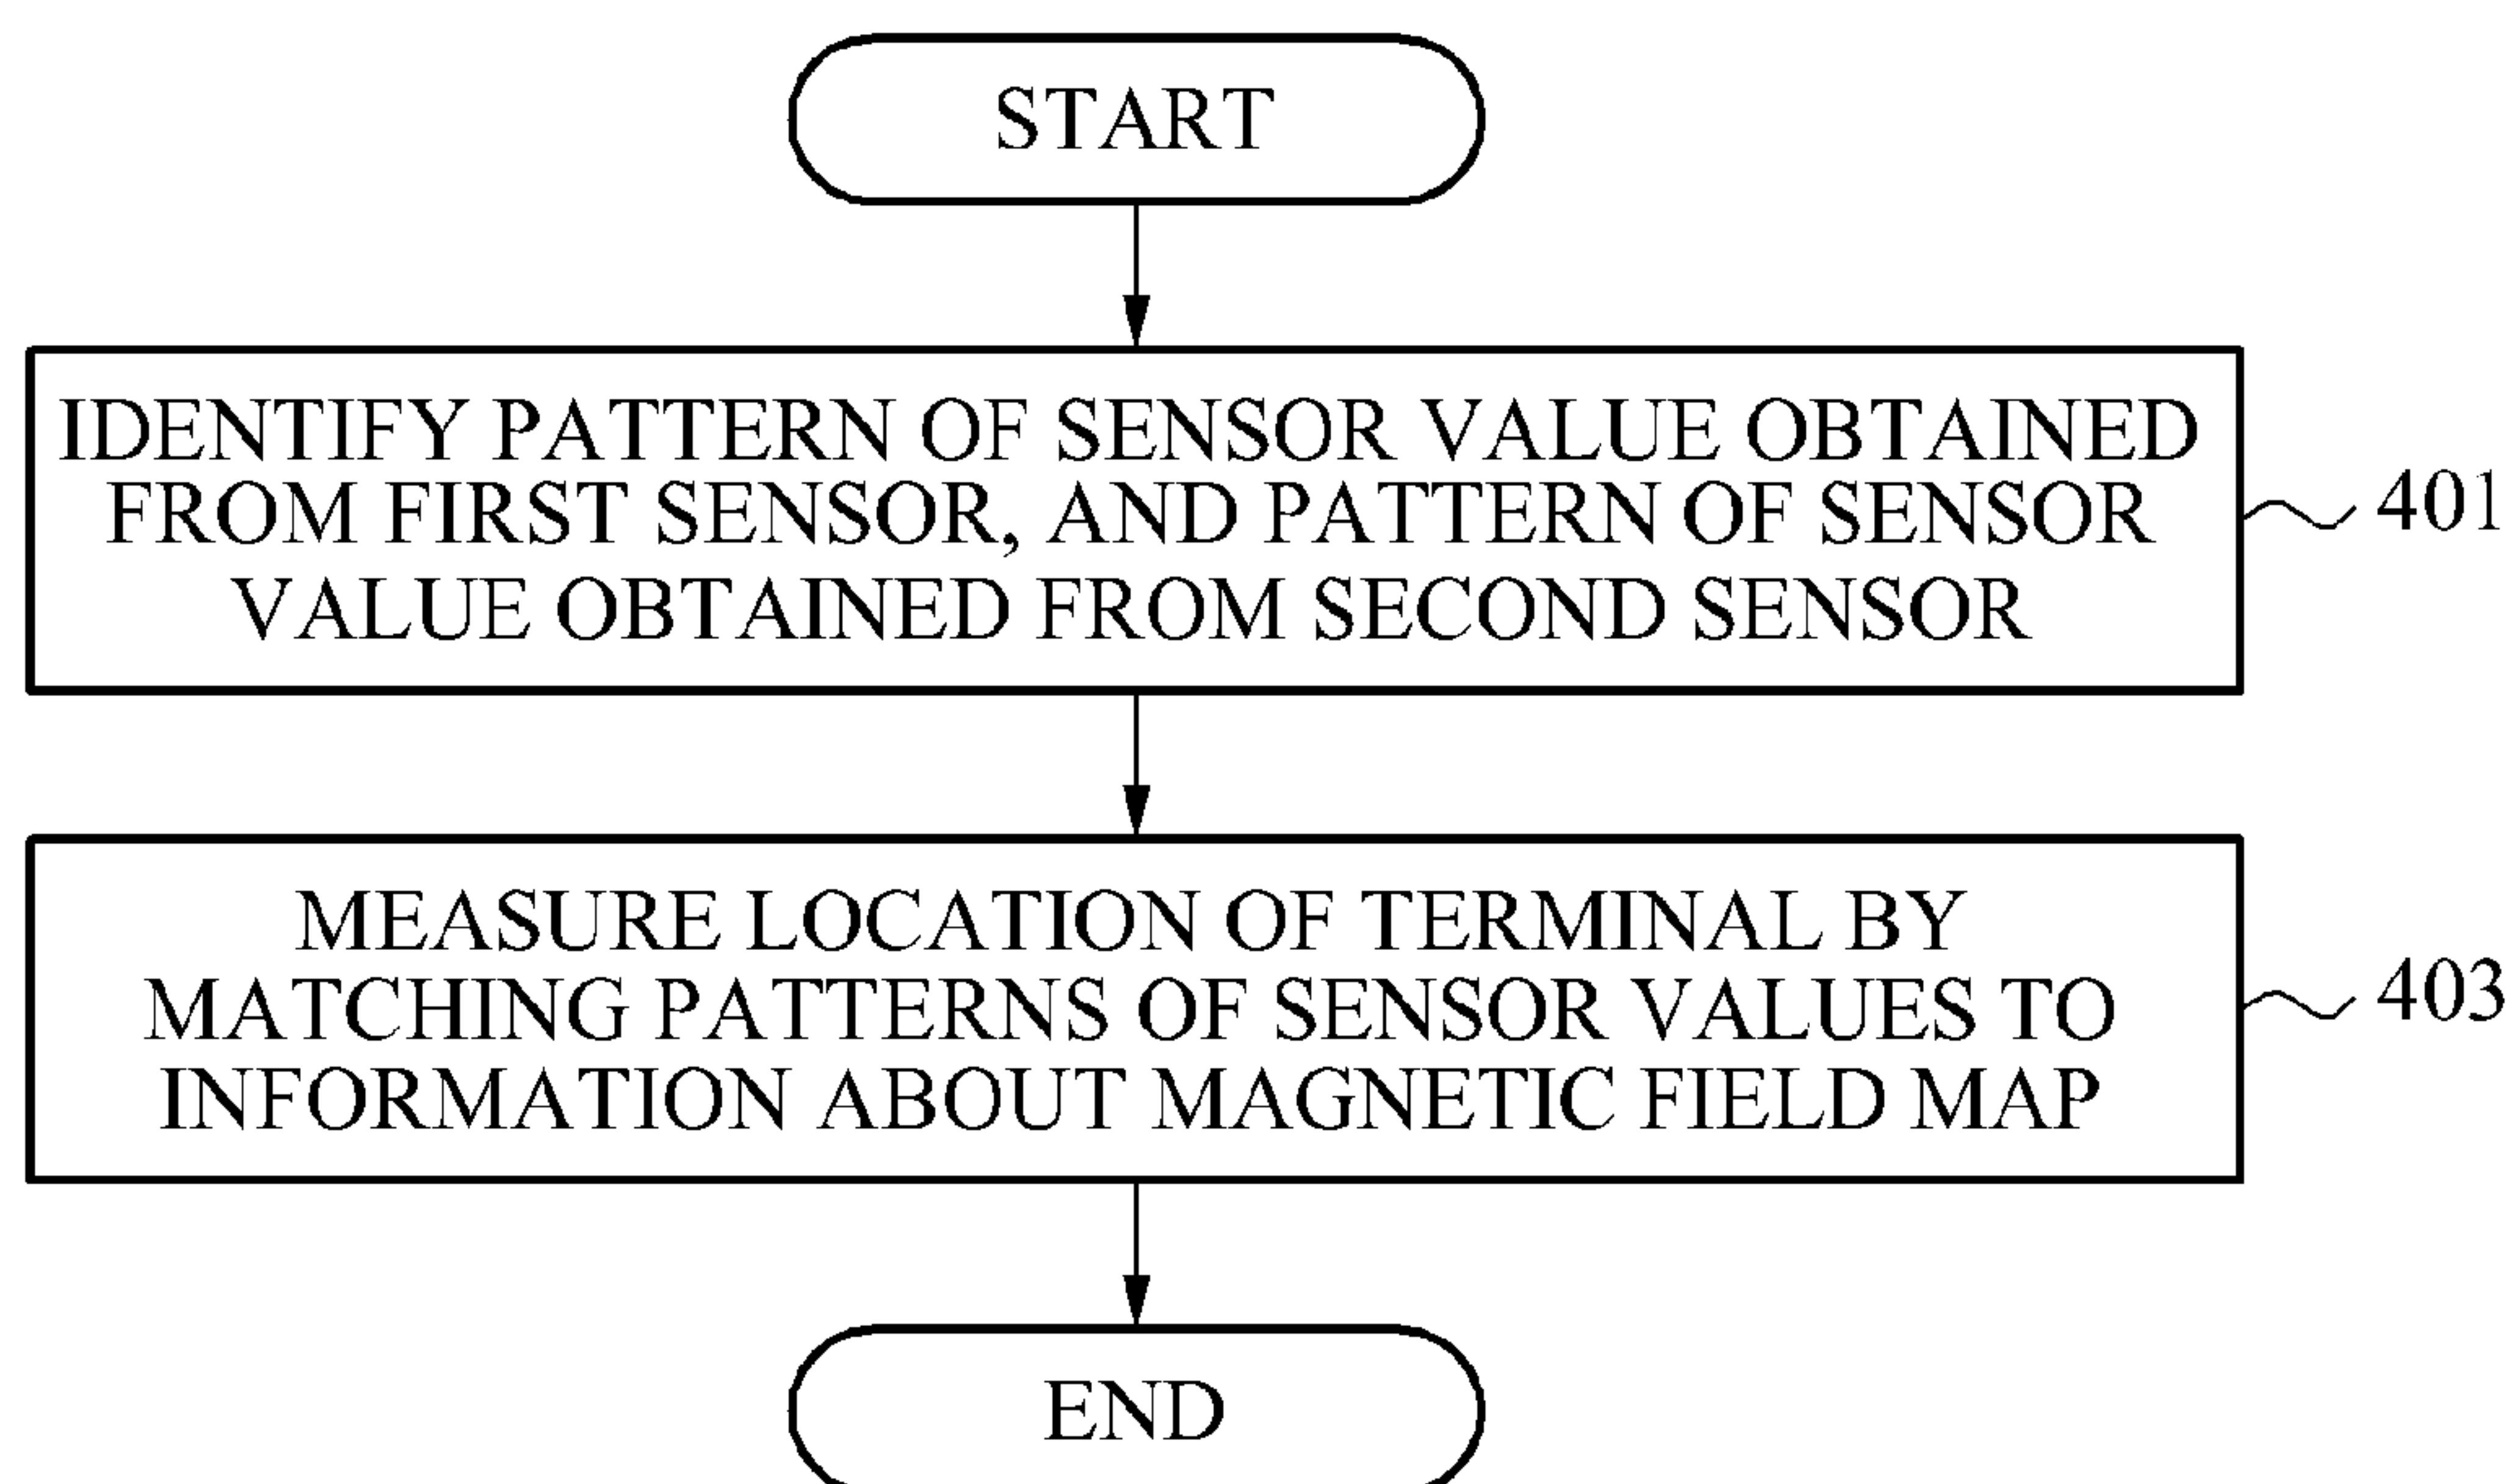 START
IDENTIFY PATTERN OF SENSOR VALUE OBTAINED
FROM FIRST SENSOR, AND PATTERN OF SENSOR
VALUE OBTAINED FROM SECOND SENSOR
401
MEASURE LOCATION OF TERMINAL BY
MATCHING PATTERNS OF SENSOR VALUES TO
INFORMATION ABOUT MAGNETIC FIELD MAP
403
END